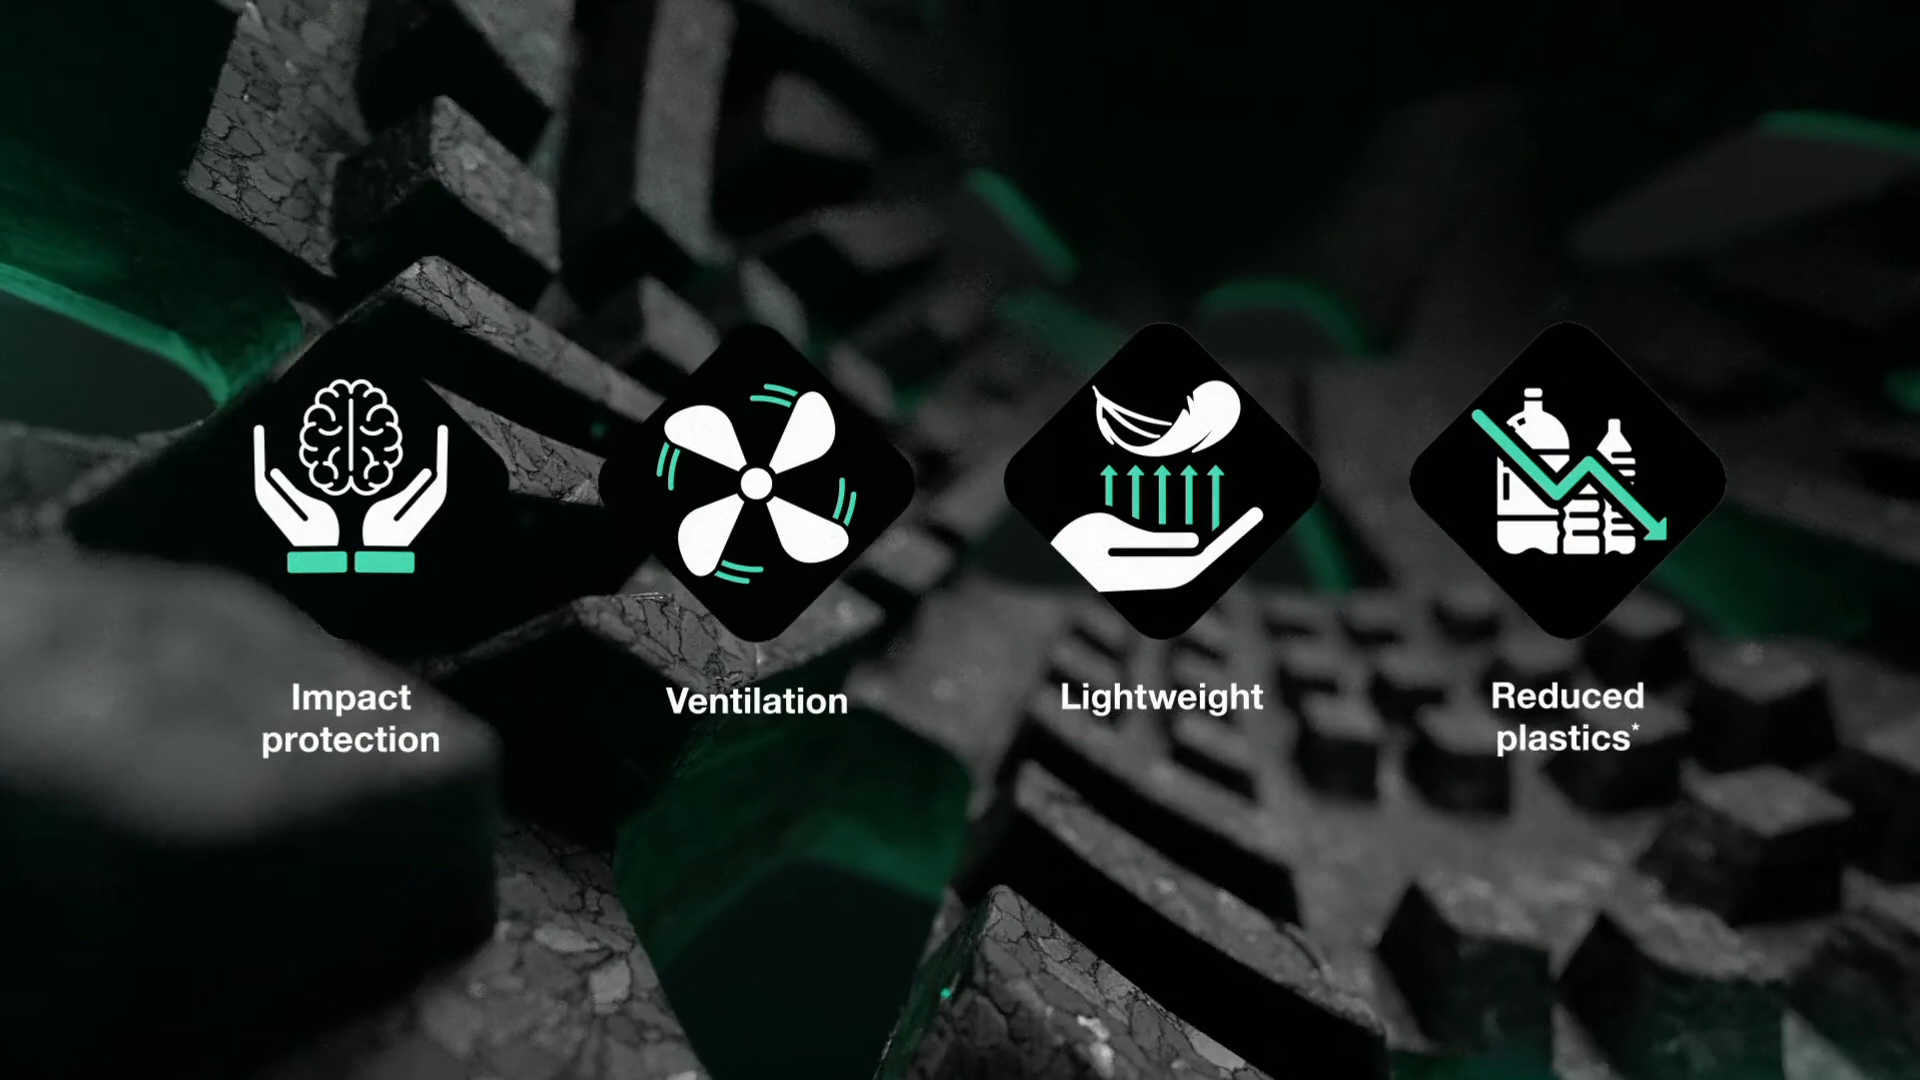 Impact
protection
Ventilation
Lightweight
Reduced
plastics*